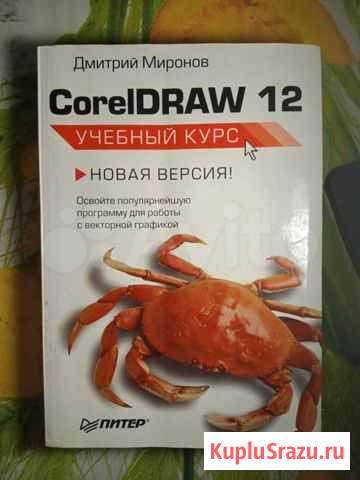 Дмитрий Миронов
CorelDRAW 12
УЧЕБНЫЙ КУРС
НОВАЯ ВЕРСИЯ!
Освойте популярнейшую
программу для работы
с векторной графикой
ПИТЕР
KupluSrazu.ru